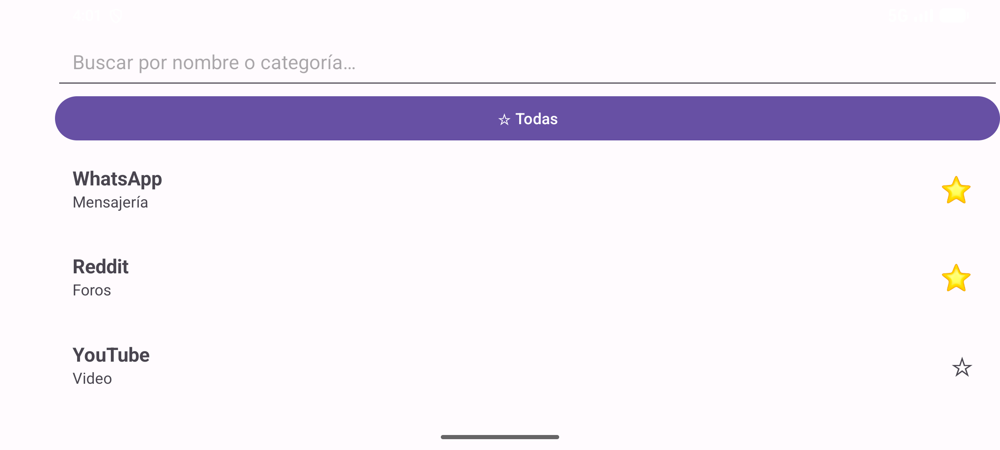 Buscar por nombre o categoría...
☆ Todas
WhatsApp
Mensajería
Reddit
Foros
YouTube
Video